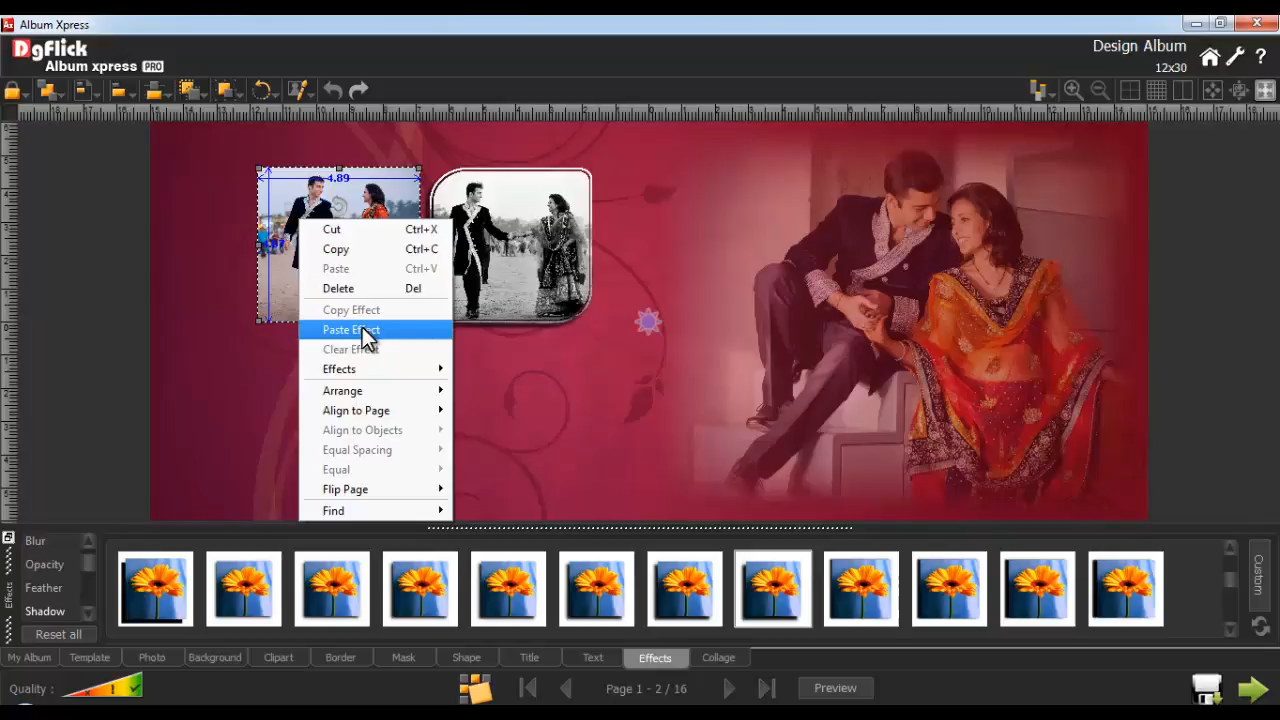 Album Xpress
DgFlick
Album xpress PRO
Design Album
12x30
4.89
Cut Ctrl+X
Copy Ctrl+C
Paste Ctrl+V
Delete Del
Copy Effect
Paste Effect
Clear Effect
Effects
Arrange
Align to Page
Align to Objects
Equal Spacing
Equal
Flip Page
Find
Blur
Opacity
Feather
Shadow
Reset all
Effects
Custom
My Album Template Photo Background Clipart Border Mask Shape Title Text Effects Collage
Quality :
Page 1 - 2 / 16
Preview